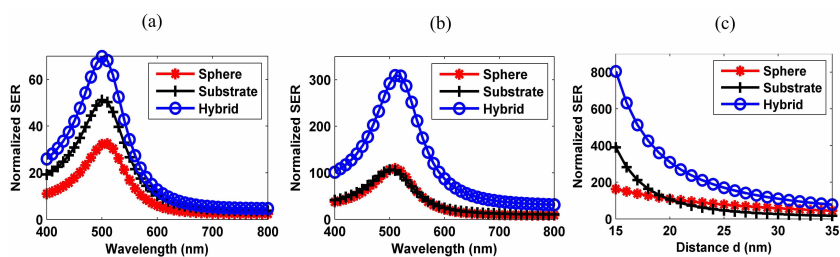 (a)
(b)
(c)
Normalized SER
60
40
20
0
400
500
600
700
800
Wavelength (nm)
Sphere
Substrate
Hybrid
Normalized SER
300
200
100
0
400
500
600
700
800
Wavelength (nm)
Sphere
Substrate
Hybrid
Normalized SER
800
600
400
200
0
15
20
25
30
35
Distance d (nm)
Sphere
Substrate
Hybrid